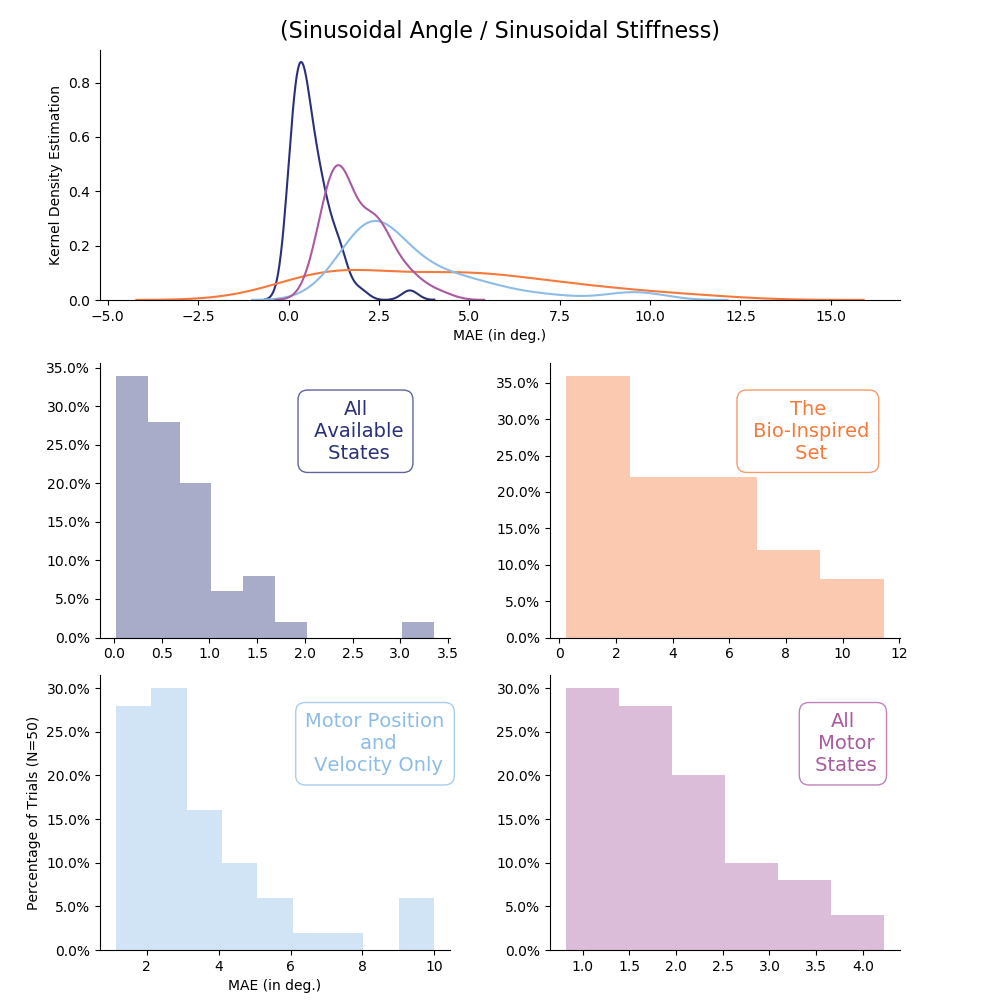 (Sinusoidal Angle / Sinusoidal Stiffness)
Kernel Density Estimation
0.8
0.6
0.4
0.2
0.0
−5.0 −2.5 0.0 2.5 5.0 7.5 10.0 12.5 15.0
MAE (in deg.)
35.0%
30.0%
25.0%
20.0%
15.0%
10.0%
5.0%
0.0%
0.0 0.5 1.0 1.5 2.0 2.5 3.0 3.5
All
Available
States
35.0%
30.0%
25.0%
20.0%
15.0%
10.0%
5.0%
0.0%
0 2 4 6 8 10 12
The
Bio-Inspired
Set
Percentage of Trials (N=50)
30.0%
25.0%
20.0%
15.0%
10.0%
5.0%
0.0%
2 4 6 8 10
MAE (in deg.)
Motor Position
and
Velocity Only
30.0%
25.0%
20.0%
15.0%
10.0%
5.0%
0.0%
1.0 1.5 2.0 2.5 3.0 3.5 4.0
All
Motor
States